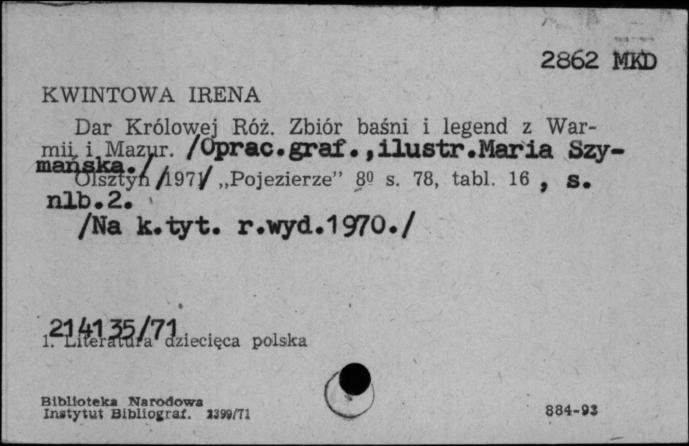 2862 MKD
KWINTOWA IRENA
Dar Królowej Róż. Zbiór baśni i legend z War-
mii i Mazur. /Oprac.graf.,ilustr.Maria Szy-
mańska./
Olsztyn /1971/ „Pojezierze" 8º s. 78, tabl. 16 , s.
nlb.2.
/Na k.tyt. r.wyd.1970./
214135/71
1. Literatura dziecięca polska
Biblioteka Narodowa
Instytut Bibliograf. 1399/71
884-93